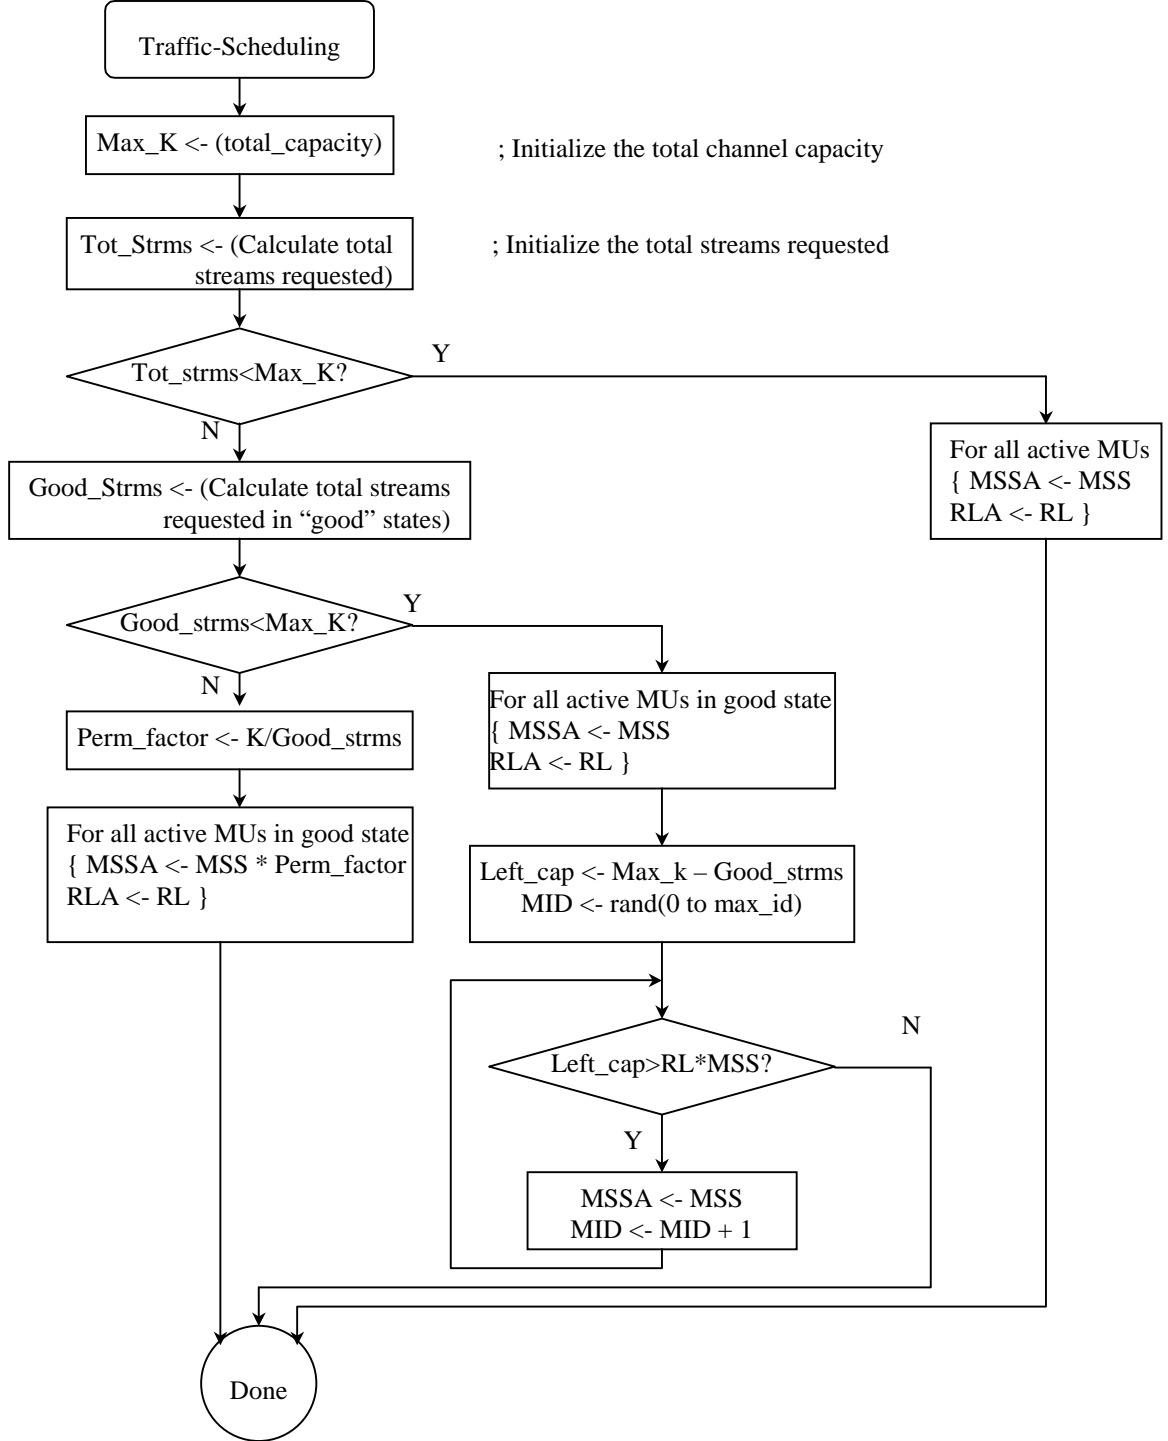 Traffic-Scheduling
Max_K <- (total_capacity)
; Initialize the total channel capacity
Tot_Strms <- (Calculate total
streams requested)
; Initialize the total streams requested
Tot_strms<Max_K?
Y
N
For all active MUs
{ MSSA <- MSS
RLA <- RL }
Good_Strms <- (Calculate total streams
requested in “good” states)
Good_strms<Max_K?
Y
N
For all active MUs in good state
{ MSSA <- MSS
RLA <- RL }
Perm_factor <- K/Good_strms
For all active MUs in good state
{ MSSA <- MSS * Perm_factor
RLA <- RL }
Left_cap <- Max_k – Good_strms
MID <- rand(0 to max_id)
Left_cap>RL*MSS?
N
Y
MSSA <- MSS
MID <- MID + 1
Done